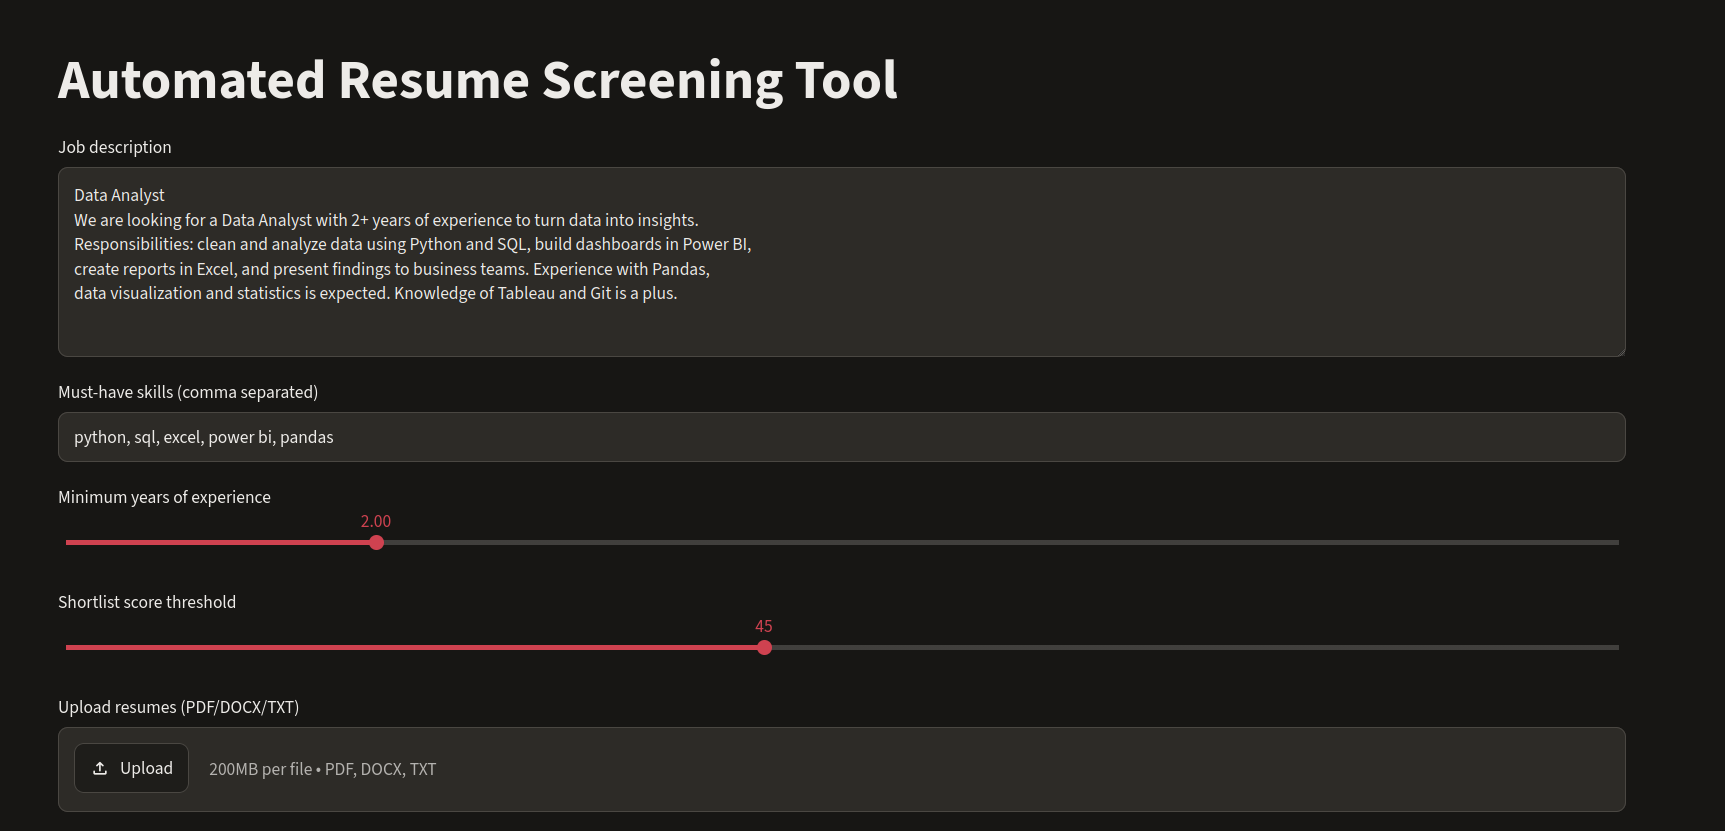 Automated Resume Screening Tool
Job description
Data Analyst
We are looking for a Data Analyst with 2+ years of experience to turn data into insights.
Responsibilities: clean and analyze data using Python and SQL, build dashboards in Power BI,
create reports in Excel, and present findings to business teams. Experience with Pandas,
data visualization and statistics is expected. Knowledge of Tableau and Git is a plus.
Must-have skills (comma separated)
python, sql, excel, power bi, pandas
Minimum years of experience
2.00
Shortlist score threshold
45
Upload resumes (PDF/DOCX/TXT)
Upload 200MB per file • PDF, DOCX, TXT